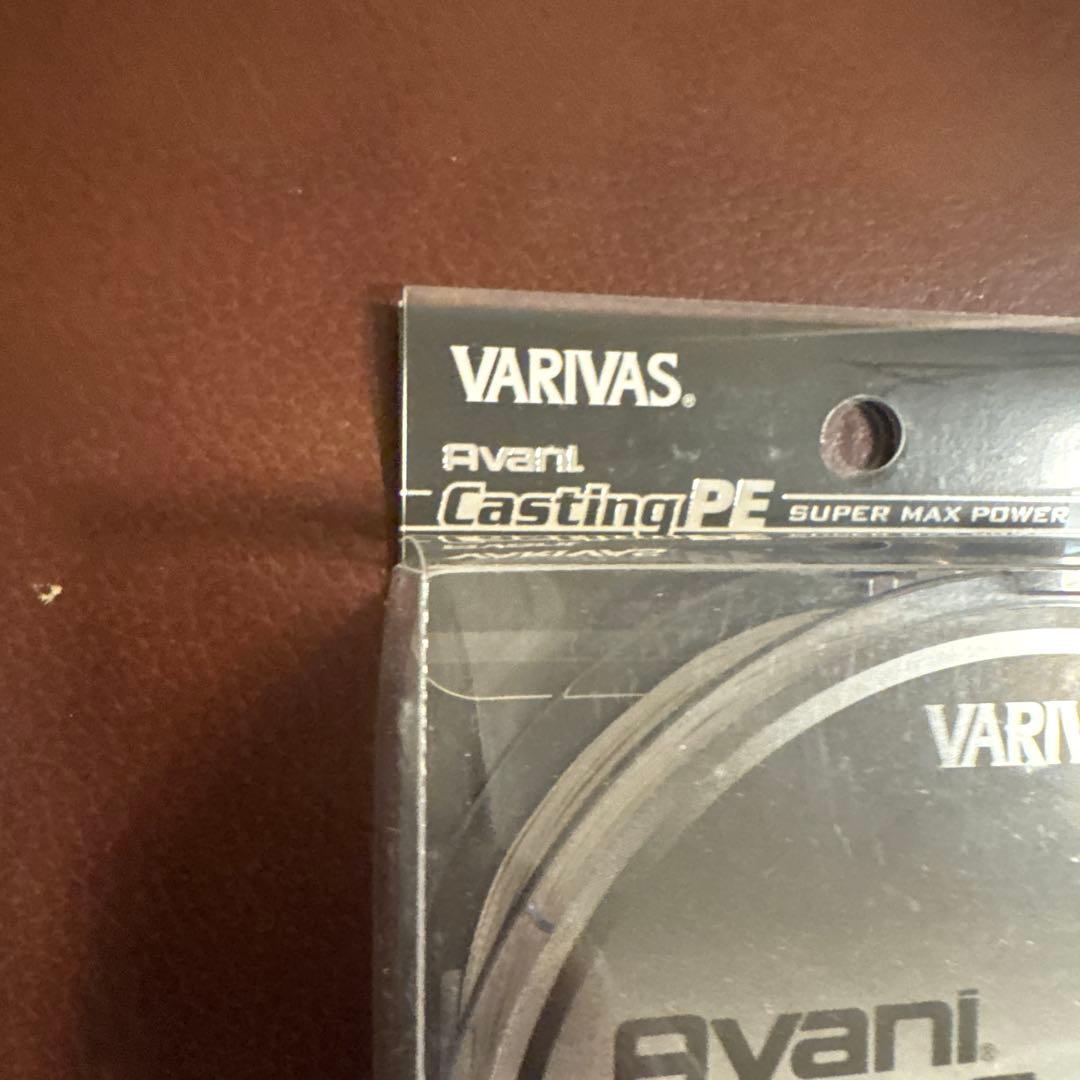 VARIVAS®
Avani
Casting PE SUPER MAX POWER
VARIV
Avani®